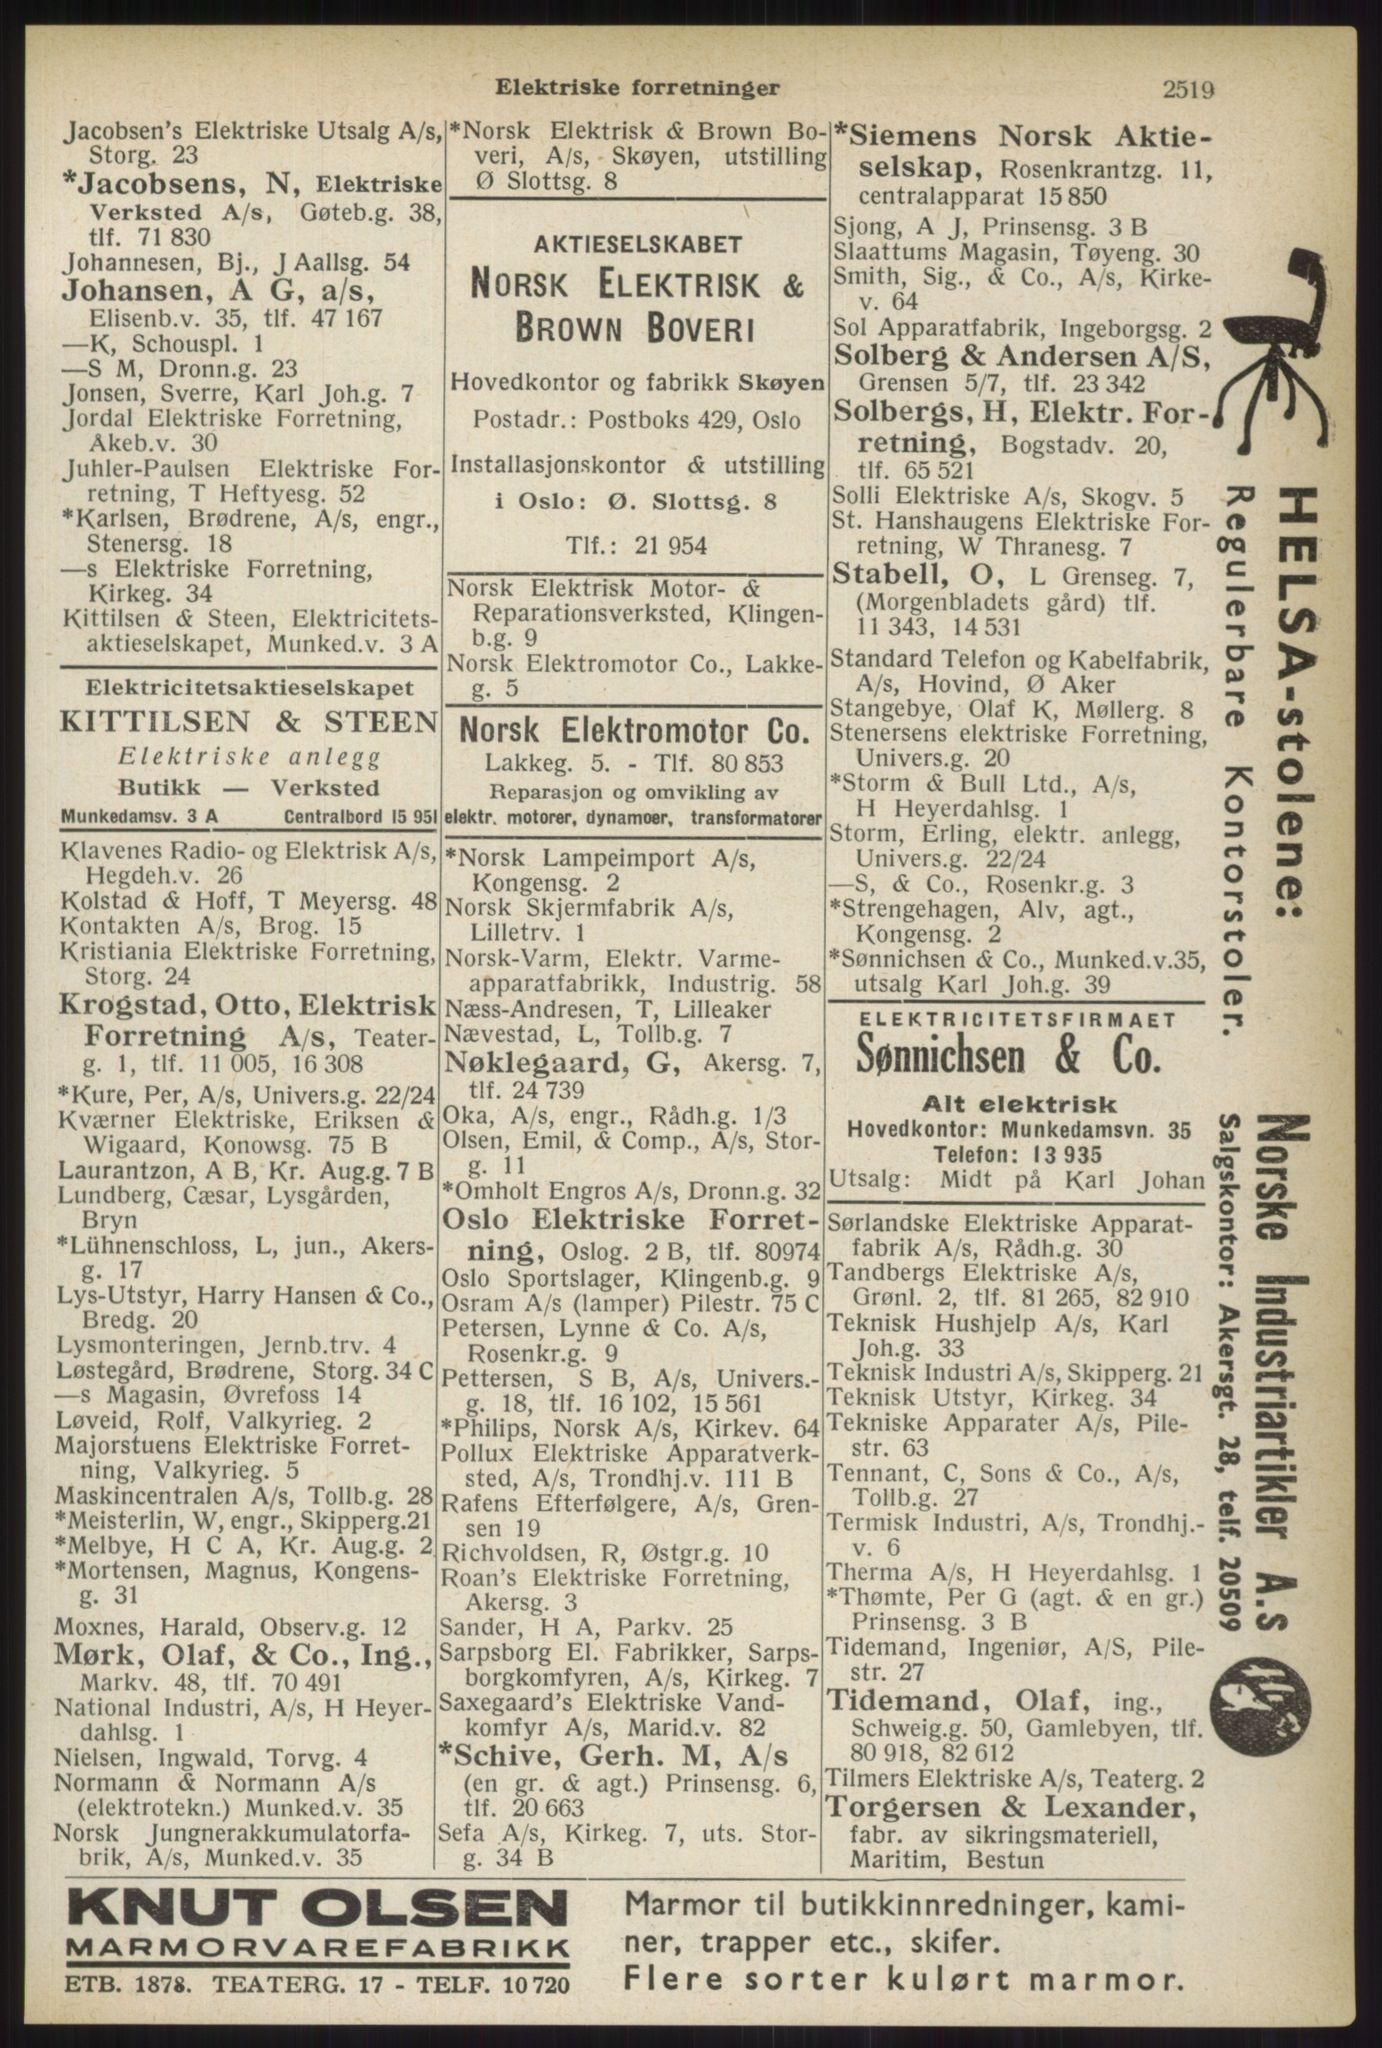 Elektriske forretninger
2519
Jacobsen's Elektriske Utsalg A/s,
Storg. 23
*Jacobsens, N, Elektriske
Verksted A/s, Gøteb.g. 38,
tlf. 71 830
Johannesen, Bj., J Aallsg. 54
Johansen, A G, a/s,
Elisenb.v. 35, tlf. 47 167
—K, Schouspl. 1
—S M, Dronn.g. 23
Jonsen, Sverre, Karl Joh.g. 7
Jordal Elektriske Forretning,
Akeb.v. 30
Juhler-Paulsen Elektriske For-
retning, T Heftyesg. 52
*Karlsen, Brødrene, A/s, engr.,
Stenersg. 18
—s Elektriske Forretning,
Kirkeg. 34
Kittilsen & Steen, Elektricitets-
aktieselskapet, Munked.v. 3 A
Elektricitetsaktieselskapet
KITTILSEN & STEEN
Elektriske anlegg
Butikk — Verksted
Munkedamsv. 3 A Centralbord 15 951
Klavenes Radio- og Elektrisk A/s,
Hegdeh.v. 26
Kolstad & Hoff, T Meyersg. 48
Kontakten A/s, Brog. 15
Kristiania Elektriske Forretning,
Storg. 24
Krogstad, Otto, Elektrisk
Forretning A/s, Teater-
g. 1, tlf. 11 005, 16 308
*Kure, Per, A/s, Univers.g. 22/24
Kværner Elektriske, Eriksen &
Wigaard, Konowsg. 75 B
Laurantzon, A B, Kr. Aug.g. 7 B
Lundberg, Cæsar, Lysgården,
Bryn
*Lühnenschloss, L, jun., Akers-
g. 17
Lys-Utstyr, Harry Hansen & Co.,
Bredg. 20
Lysmonteringen, Jernb.trv. 4
Løstegård, Brødrene, Storg. 34 C
—s Magasin, Øvrefoss 14
Løveid, Rolf, Valkyrieg. 2
Majorstuens Elektriske Forret-
ning, Valkyrieg. 5
Maskincentralen A/s, Tollb.g. 28
*Meisterlin, W, engr., Skipperg.21
*Melbye, H C A, Kr. Aug.g. 2
*Mortensen, Magnus, Kongens-
g. 31
Moxnes, Harald, Observ.g. 12
Mørk, Olaf, & Co., Ing.,
Markv. 48, tlf. 70 491
National Industri, A/s, H Heyer-
dahlsg. 1
Nielsen, Ingwald, Torvg. 4
Normann & Normann A/s
(elektrotekn.) Munked.v. 35
Norsk Jungnerakkumulatorfa-
brik, A/s, Munked.v. 35
*Norsk Elektrisk & Brown Bo-
veri, A/s, Skøyen, utstilling
Ø Slottsg. 8
AKTIESELSKABET
NORSK ELEKTRISK &
BROWN BOVERI
Hovedkontor og fabrikk Skøyen
Postadr.: Postboks 429, Oslo
Installasjonskontor & utstilling
i Oslo: Ø. Slottsg. 8
Tlf.: 21 954
Norsk Elektrisk Motor- &
Reparationsverksted, Klingen-
b.g. 9
Norsk Elektromotor Co., Lakke-
g. 5
Norsk Elektromotor Co.
Lakkeg. 5. - Tlf. 80 853
Reparasjon og omvikling av
elektr. motorer, dynamoer, transformatorer
*Norsk Lampeimport A/s,
Kongensg. 2
Norsk Skjermfabrik A/s,
Lilletrv. 1
Norsk-Varm, Elektr. Varme-
apparatfabrikk, Industrig. 58
Næss-Andresen, T, Lilleaker
Nævestad, L, Tollb.g. 7
Nøklegaard, G, Akersg. 7,
tlf. 24 739
Oka, A/s, engr., Rådh.g. 1/3
Olsen, Emil, & Comp., A/s, Stor-
g. 11
*Omholt Engros A/s, Dronn.g. 32
Oslo Elektriske Forret-
ning, Oslog. 2 B, tlf. 80974
Oslo Sportslager, Klingenb.g. 9
Osram A/s (lamper) Pilestr. 75 C
Petersen, Lynne & Co. A/s,
Rosenkr.g. 9
Pettersen, S B, A/s, Univers.-
g. 18, tlf. 16 102, 15 561
*Philips, Norsk A/s, Kirkev. 64
Pollux Elektriske Apparatverk-
sted, A/s, Trondhj.v. 111 B
Rafens Efterfølgere, A/s, Gren-
sen 19
Richvoldsen, R, Østgr.g. 10
Roan's Elektriske Forretning,
Akersg. 3
Sander, H A, Parkv. 25
Sarpsborg El. Fabrikker, Sarps-
borgkomfyren, A/s, Kirkeg. 7
Saxegaard's Elektriske Vand-
komfyr A/s, Marid.v. 82
*Schive, Gerh. M, A/s
(en gr. & agt.) Prinsensg. 6,
tlf. 20 663
Sefa A/s, Kirkeg. 7, uts. Stor-
g. 34 B
*Siemens Norsk Aktie-
selskap, Rosenkrantzg. 11,
centralapparat 15 850
Sjong, A J, Prinsensg. 3 B
Slaattums Magasin, Tøyeng. 30
Smith, Sig., & Co., A/s, Kirke-
v. 64
Sol Apparatfabrik, Ingeborgsg. 2
Solberg & Andersen A/S,
Grensen 5/7, tlf. 23 342
Solbergs, H, Elektr. For-
retning, Bogstadv. 20,
tlf. 65 521
Solli Elektriske A/s, Skogv. 5
St. Hanshaugens Elektriske For-
retning, W Thranesg. 7
Stabell, O, L Grenseg. 7,
(Morgenbladets gård) tlf.
11 343, 14 531
Standard Telefon og Kabelfabrik,
A/s, Hovind, Ø Aker
Stangebye, Olaf K, Møllerg. 8
Stenersens elektriske Forretning,
Univers.g. 20
*Storm & Bull Ltd., A/s,
H Heyerdahlsg. 1
Storm, Erling, elektr. anlegg,
Univers.g. 22/24
—S, & Co., Rosenkr.g. 3
*Strengehagen, Alv, agt.,
Kongensg. 2
*Sønnichsen & Co., Munked.v.35,
utsalg Karl Joh.g. 39
ELEKTRICITETSFIRMAET
Sønnichsen & Co.
Alt elektrisk
Hovedkontor: Munkedamsvn. 35
Telefon: 13 935
Utsalg: Midt på Karl Johan
Sørlandske Elektriske Apparat-
fabrik A/s, Rådh.g. 30
Tandbergs Elektriske A/s,
Grønl. 2, tlf. 81 265, 82 910
Teknisk Hushjelp A/s, Karl
Joh.g. 33
Teknisk Industri A/s, Skipperg. 21
Teknisk Utstyr, Kirkeg. 34
Tekniske Apparater A/s, Pile-
str. 63
Tennant, C, Sons & Co., A/s,
Tollb.g. 27
Termisk Industri, A/s, Trondhj.-
v. 6
Therma A/s, H Heyerdahlsg. 1
*Thømte, Per G (agt. & en gr.)
Prinsensg. 3 B
Tidemand, Ingeniør, A/S, Pile-
str. 27
Tidemand, Olaf, ing.,
Schweig.g. 50, Gamlebyen, tlf.
80 918, 82 612
Tilmers Elektriske A/s, Teaterg. 2
Torgersen & Lexander,
fabr. av sikringsmateriell,
Maritim, Bestun
HELSA-stolene:
Regulerbare Kontorstoler.
Norske Industriartikler A.s
Salgskontor: Akersgt. 28, telf. 20509
KNUT OLSEN
MARMORVAREFABRIKK
ETB. 1878. TEATERG. 17 - TELF. 10 720
Marmor til butikkinnredninger, kami-
ner, trapper etc., skifer.
Flere sorter kulørt marmor.